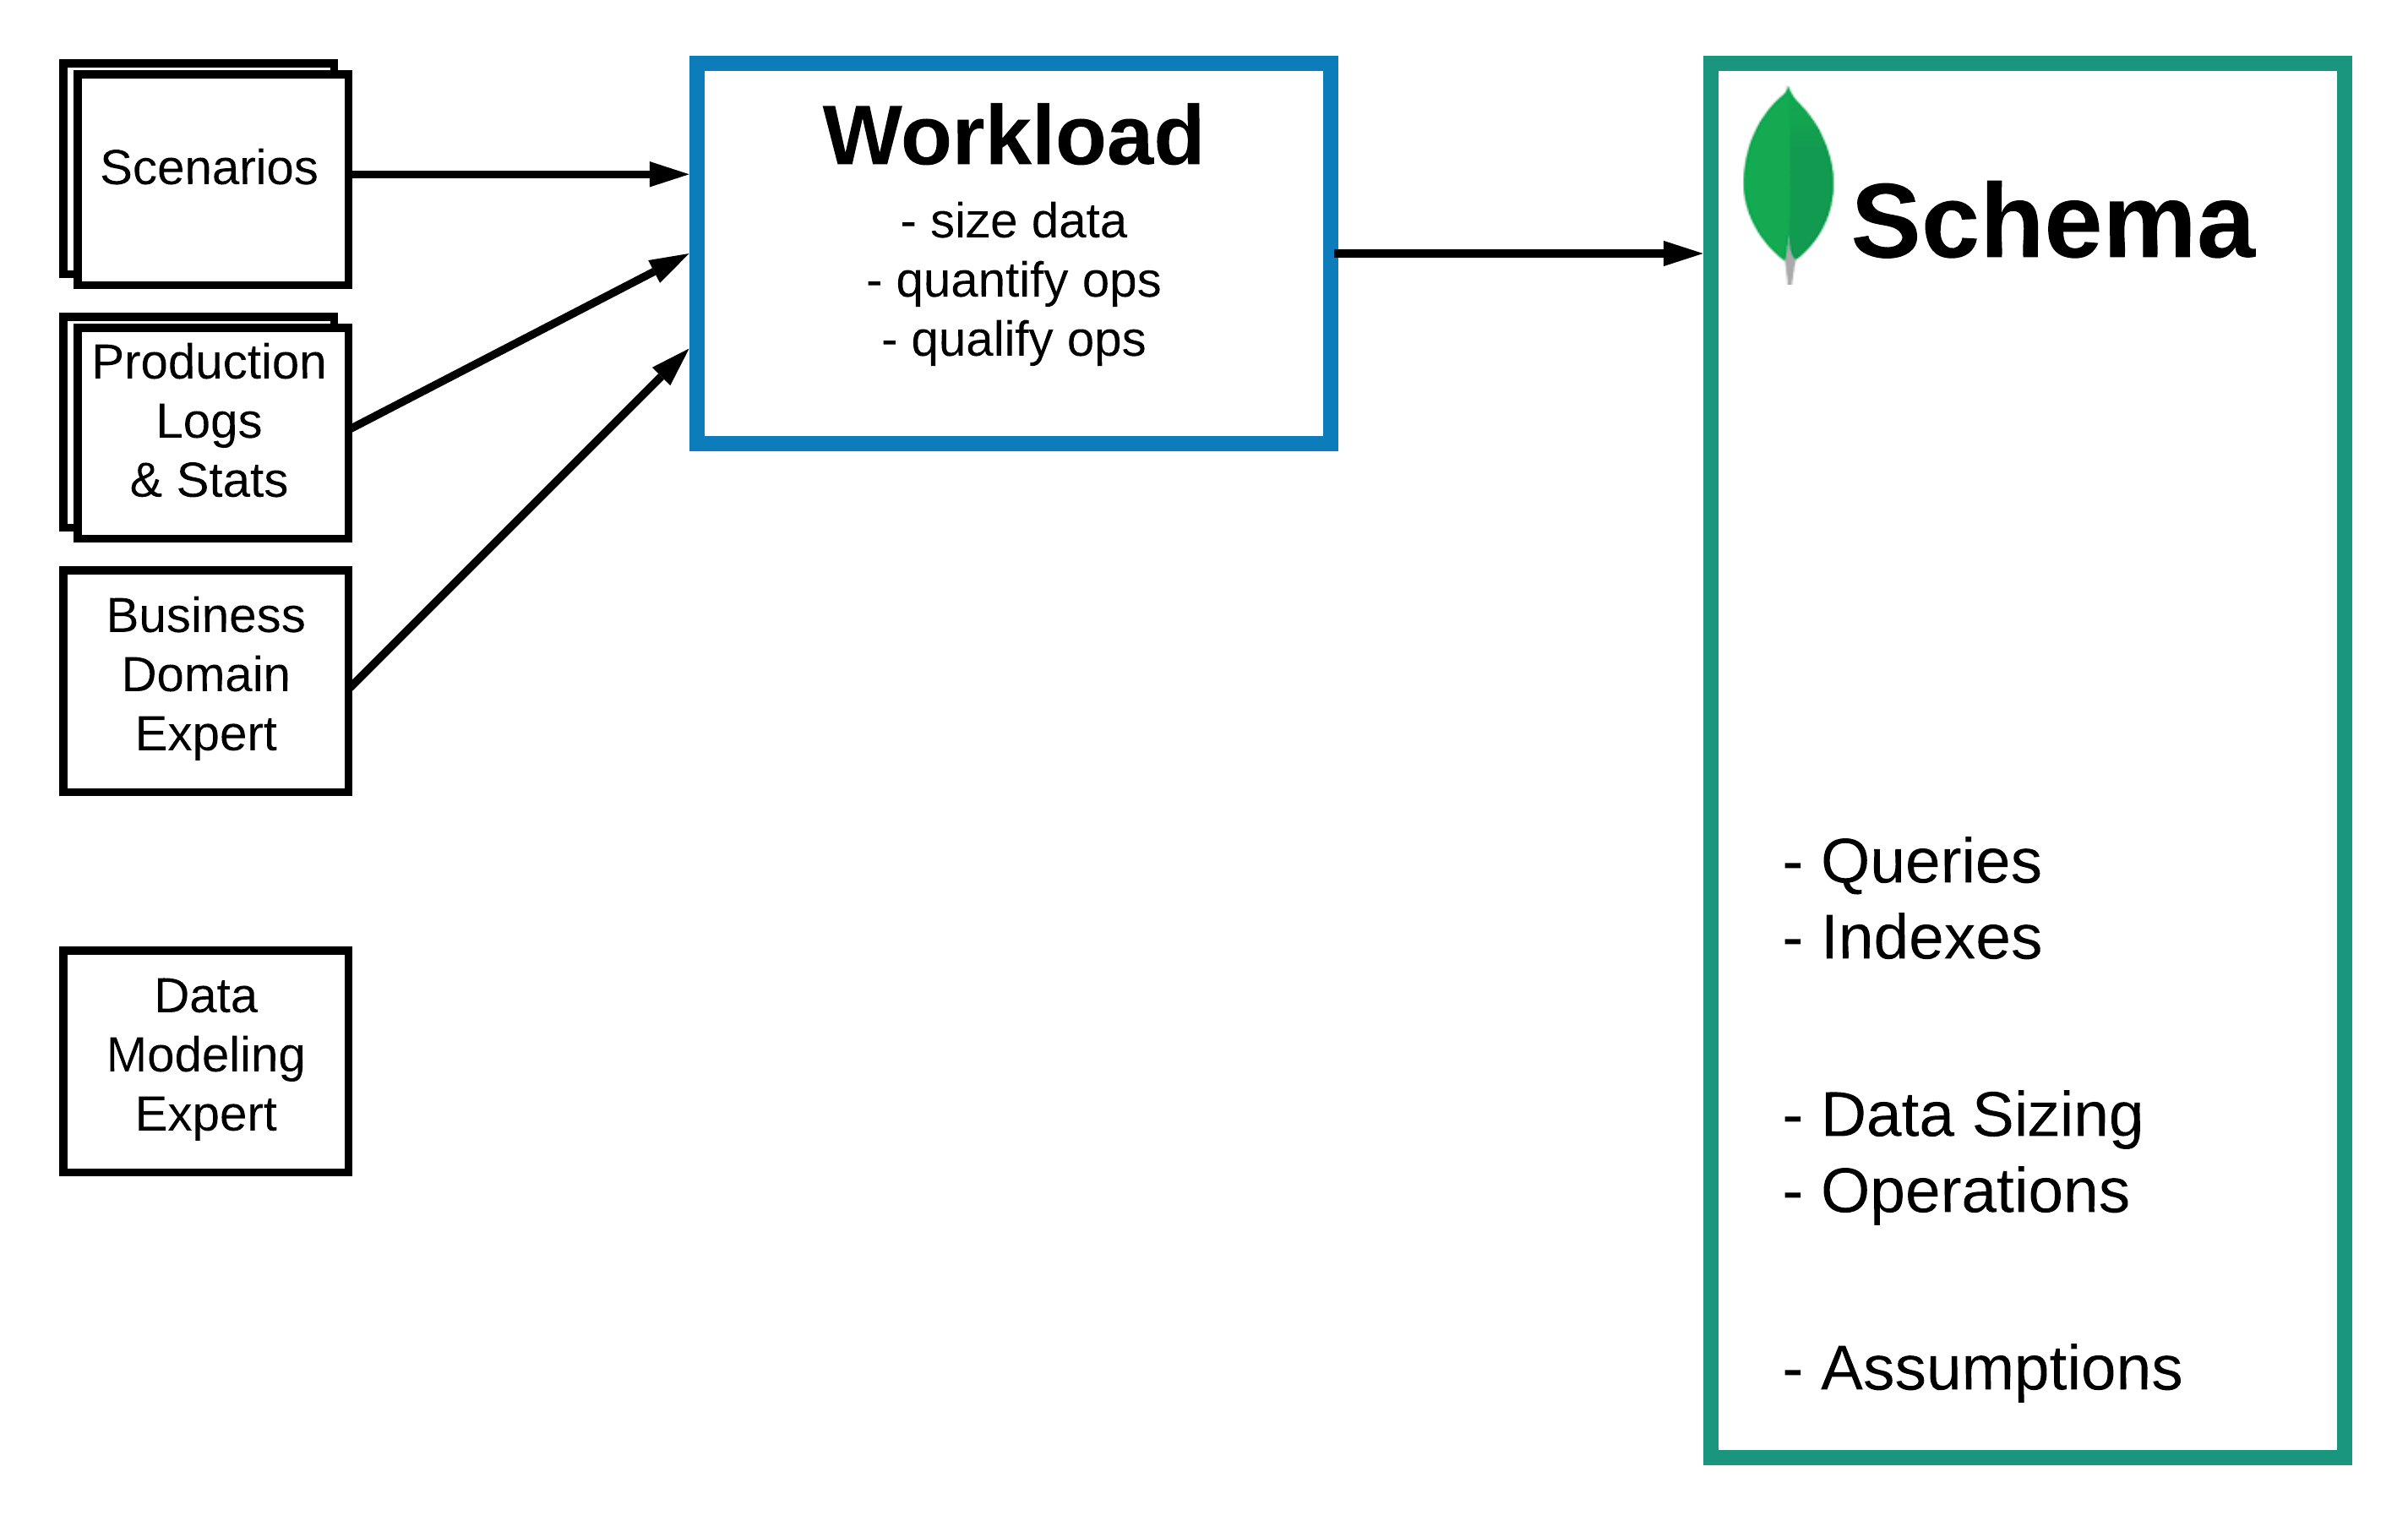 Scenarios
Production
Logs
& Stats
Business
Domain
Expert
Data
Modeling
Expert
Workload
- size data
- quantify ops
- qualify ops
Schema
- Queries
- Indexes
- Data Sizing
- Operations
- Assumptions